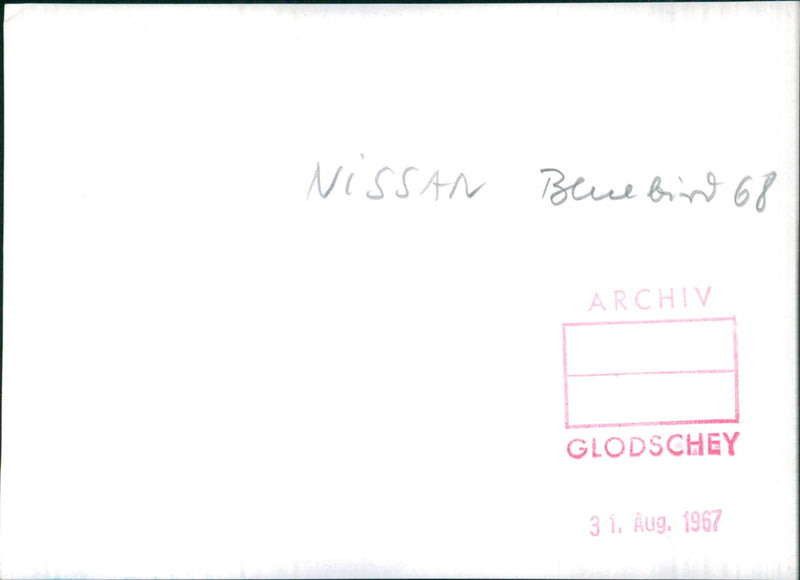 NiSSAN Bluebird 68
ARCHIV
GLODSCHEY
31. Aug. 1967